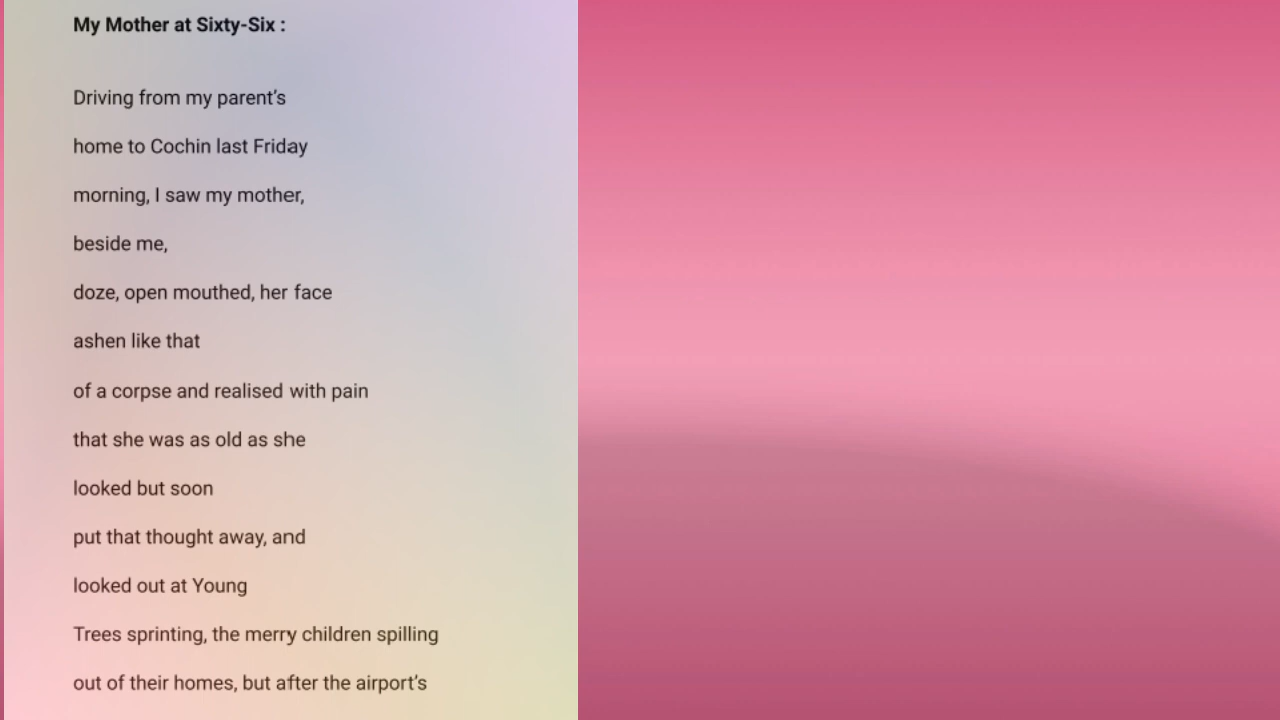 My Mother at Sixty-Six :
Driving from my parent's
home to Cochin last Friday
morning, I saw my mother,
beside me,
doze, open mouthed, her face
ashen like that
of a corpse and realised with pain
that she was as old as she
looked but soon
put that thought away, and
looked out at Young
Trees sprinting, the merry children spilling
out of their homes, but after the airport's